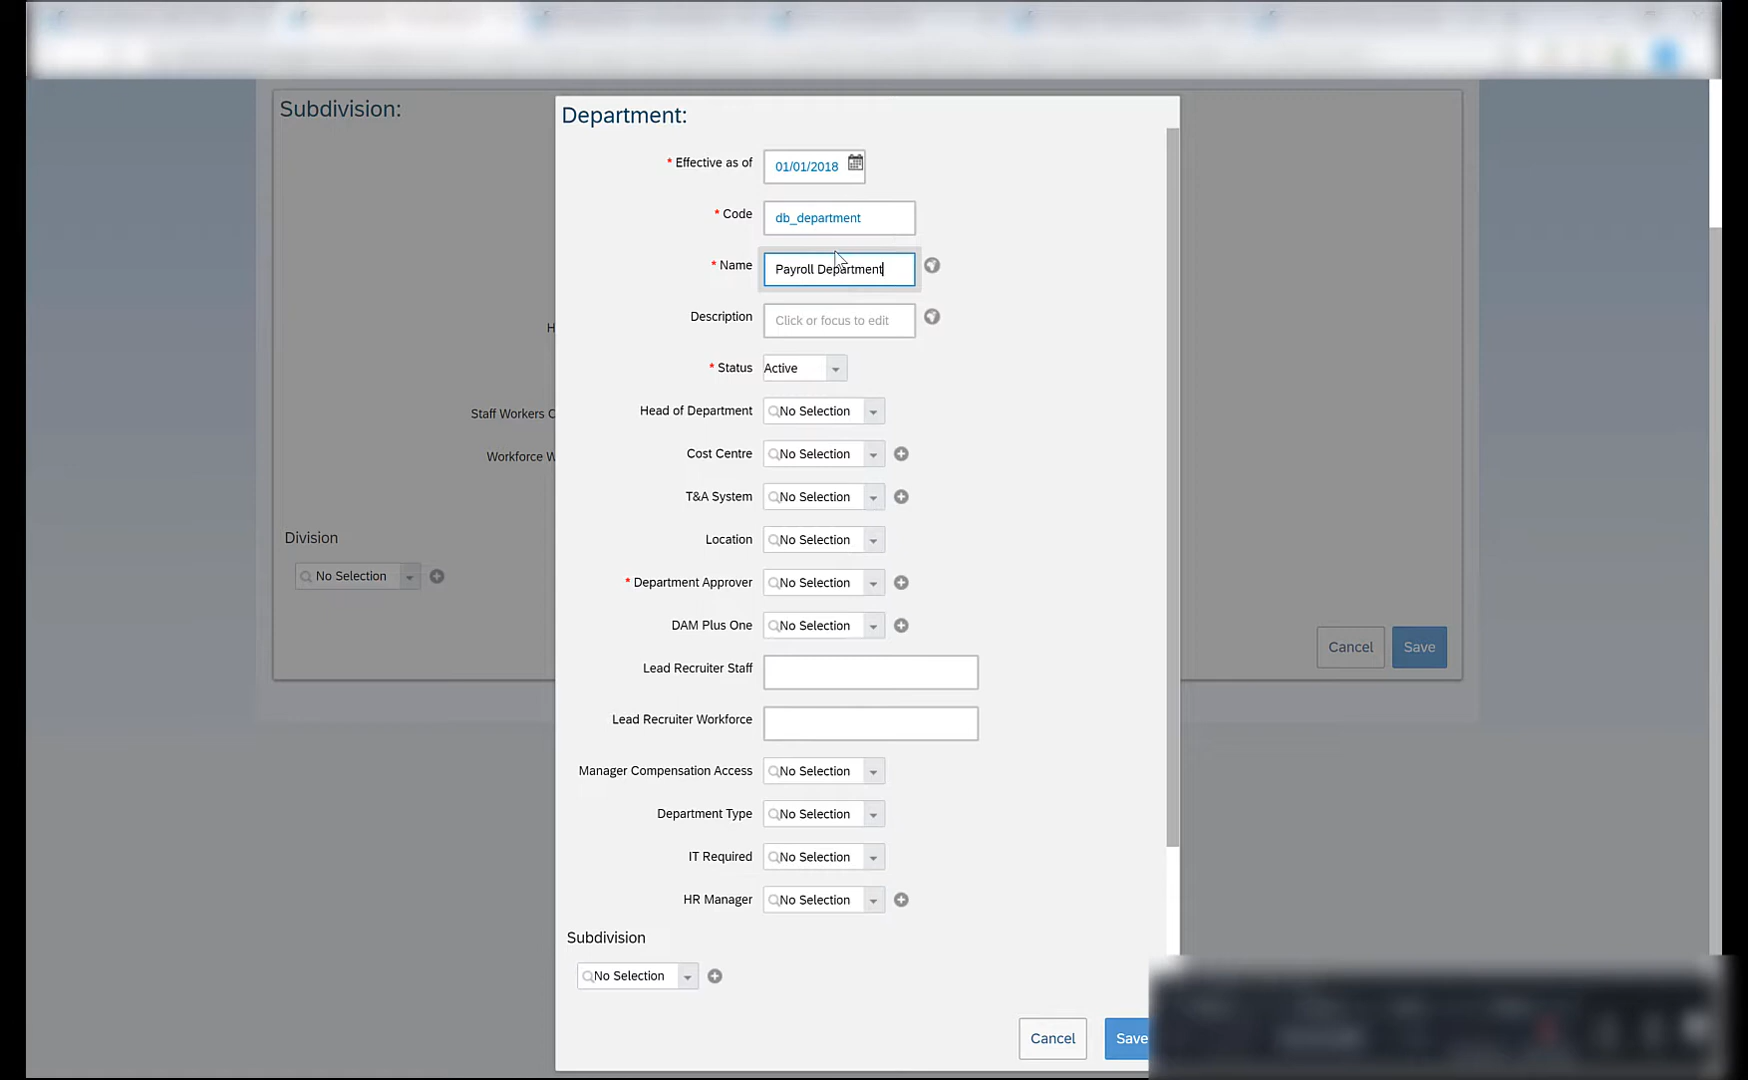 Subdivision:
Department:
* Effective as of 01/01/2018
* Code db_department
* Name Payroll Department
Description Click or focus to edit
* Status Active
H
Head of Department No Selection
Staff Workers C
Cost Centre No Selection
Workforce W
T&A System No Selection
Location No Selection
Division
No Selection
* Department Approver No Selection
DAM Plus One No Selection
Lead Recruiter Staff
Cancel Save
Lead Recruiter Workforce
Manager Compensation Access No Selection
Department Type No Selection
IT Required No Selection
HR Manager No Selection
Subdivision
No Selection
Cancel Save